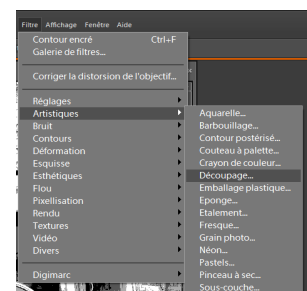 Filtre Affichage Fenêtre Aide
Contour encré Ctrl+F
Galerie de filtres...
Corriger la distorsion de l'objectif...
Réglages
Artistiques
Bruit
Contours
Déformation
Esquisse
Esthétiques
Flou
Pixellisation
Rendu
Textures
Vidéo
Divers
Digimarc
Aquarelle...
Barbouillage...
Contour postérisé...
Couteau à palette...
Crayon de couleur...
Découpage...
Emballage plastique...
Eponge...
Etalement...
Fresque...
Grain photo...
Néon...
Pastels...
Pinceau à sec...
Sous-couche...